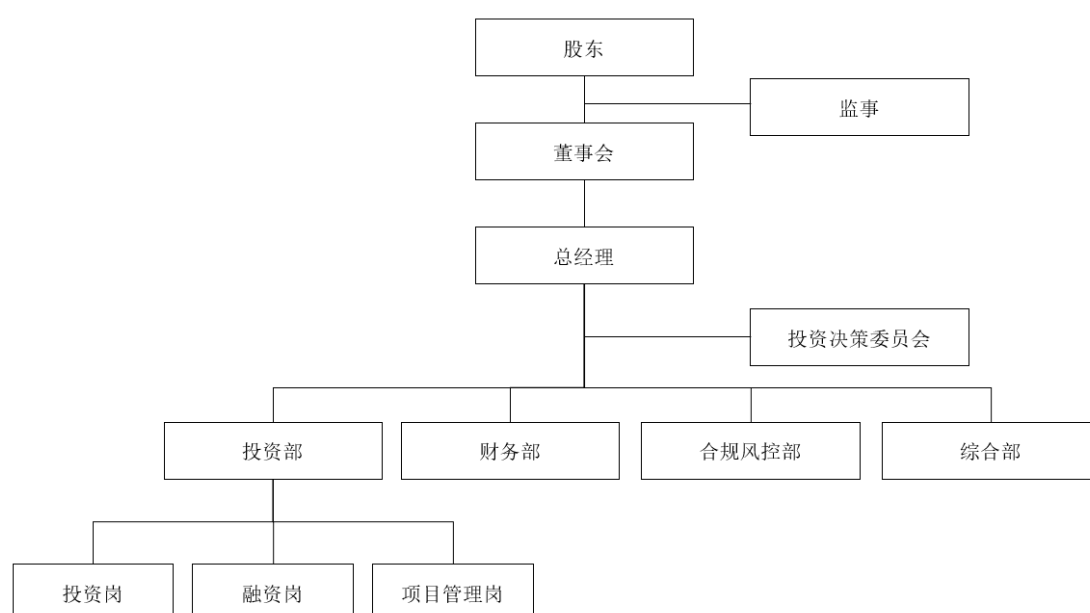 股东
监事
董事会
总经理
投资决策委员会
投资部
财务部
合规风控部
综合部
投资岗
融资岗
项目管理岗